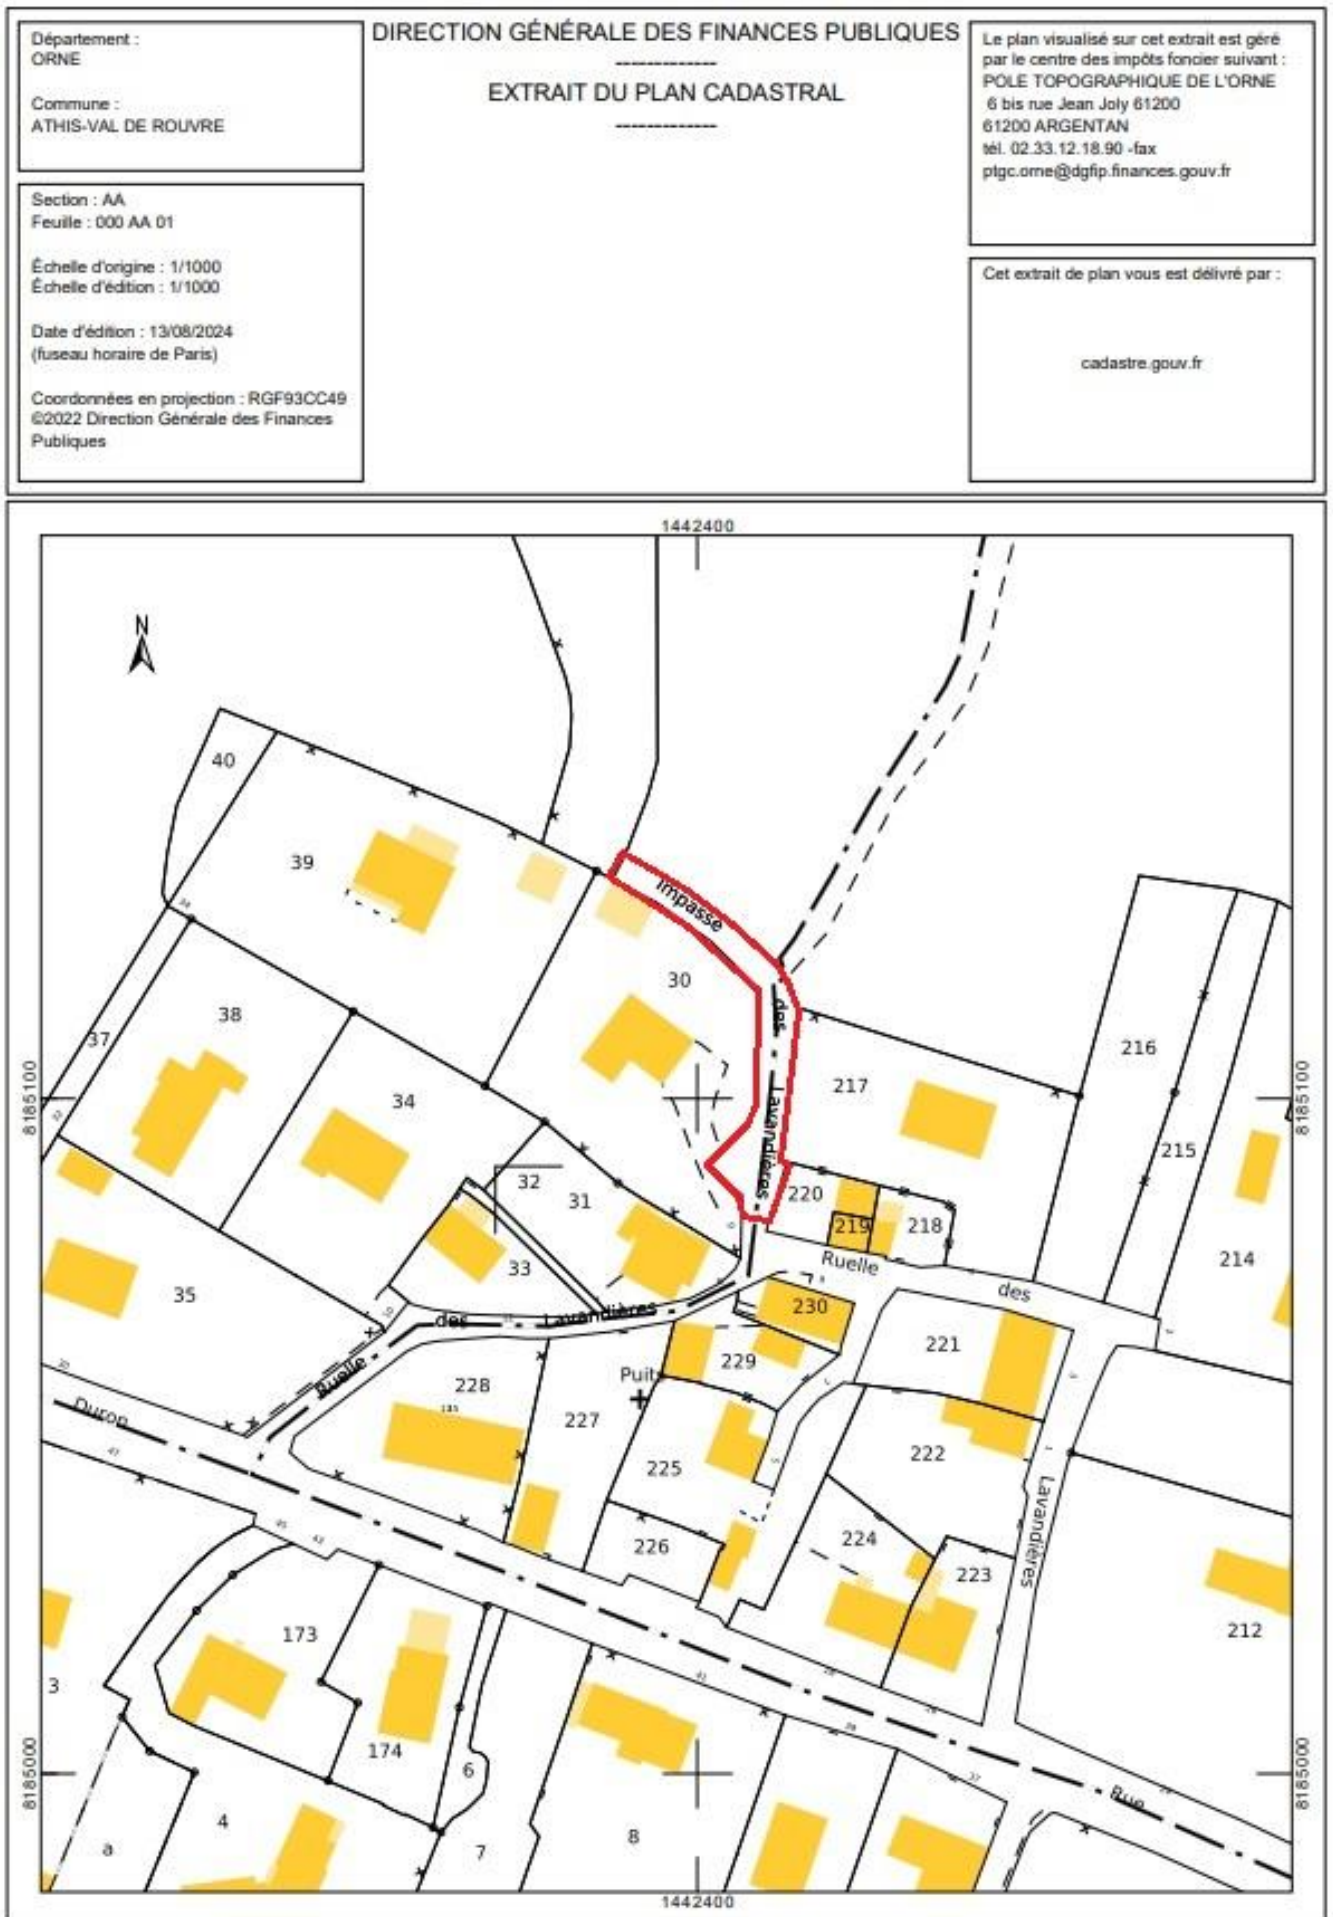 Département :
ORNE
Commune :
ATHIS-VAL DE ROUVRE
Section : AA
Feuille : 000 AA 01
Échelle d'origine : 1/1000
Échelle d'édition : 1/1000
Date d'édition : 13/08/2024
(fuseau horaire de Paris)
Coordonnées en projection : RGF93CC49
©2022 Direction Générale des Finances
Publiques
DIRECTION GÉNÉRALE DES FINANCES PUBLIQUES
-------------
EXTRAIT DU PLAN CADASTRAL
-------------
Le plan visualisé sur cet extrait est géré
par le centre des impôts foncier suivant :
POLE TOPOGRAPHIQUE DE L'ORNE
6 bis rue Jean Joly 61200
61200 ARGENTAN
tél. 02.33.12.18.90 -fax
ptgc.orne@dgfip.finances.gouv.fr
Cet extrait de plan vous est délivré par :
cadastre.gouv.fr
1442400
N
40
39
Impasse
30
des
38
37
216
8185100
8185100
217
34
Lavandières
215
32
31
220
219
218
214
33
Ruelle
des
35
des
Lavandières
230
221
Ruelle
229
Puits
228
227
Duron
222
225
Lavandières
226
224
223
173
212
3
174
6
8185000
8185000
Rue
4
8
a
7
1442400